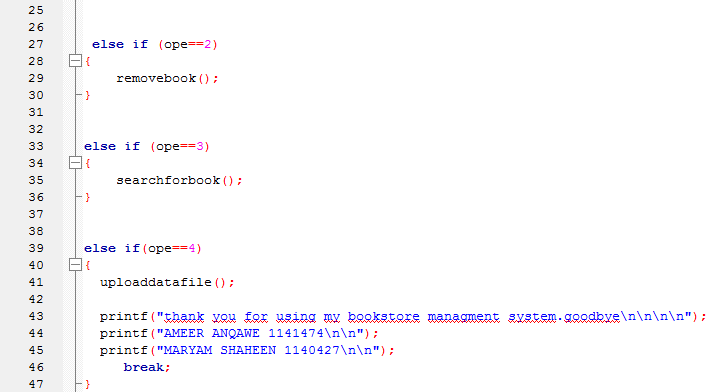 25
26
27 else if (ope==2)
28 {
29 removebook();
30 }
31
32
33 else if (ope==3)
34 {
35 searchforbook();
36 }
37
38
39 else if(ope==4)
40 {
41 uploaddatafile();
42
43 printf("thank you for using my bookstore managment system.goodbye\n\n\n\n");
44 printf("AMEER ANQAWE 1141474\n\n");
45 printf("MARYAM SHAHEEN 1140427\n\n");
46 break;
47 }